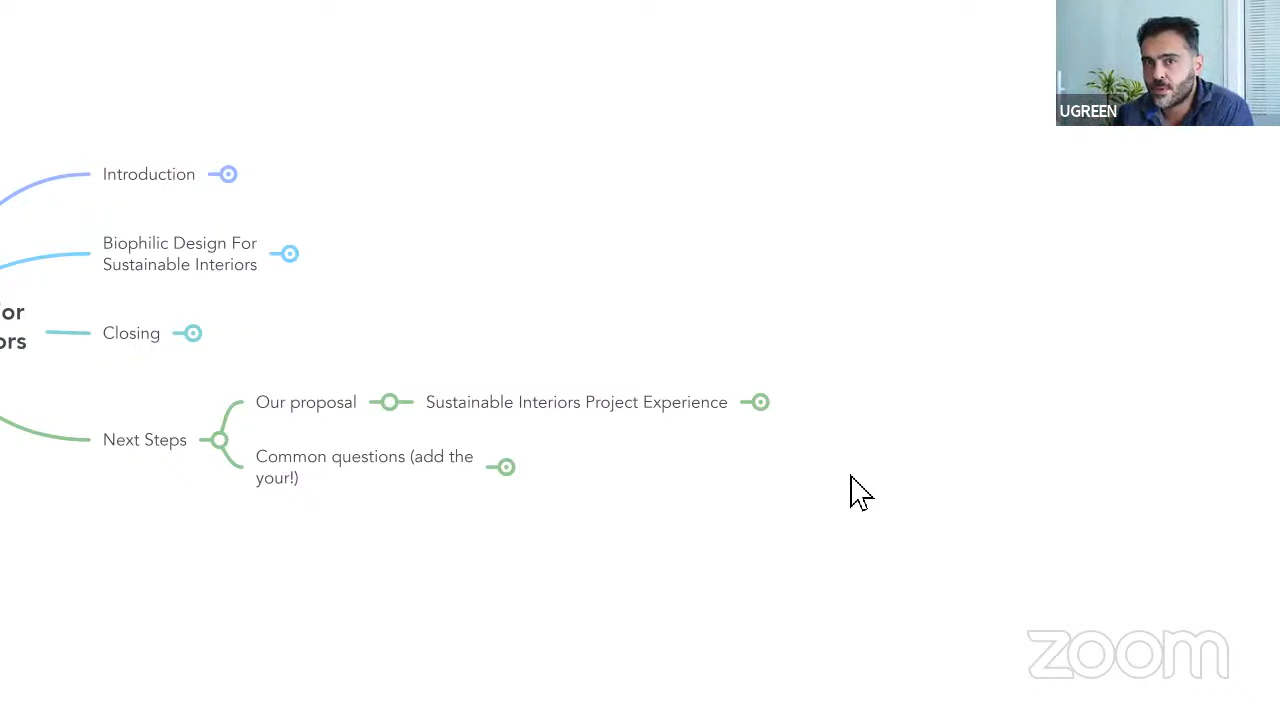 UGREEN
Introduction
Biophilic Design For
Sustainable Interiors
For
ors
Closing
Our proposal
Sustainable Interiors Project Experience
Next Steps
Common questions (add the
your!)
zoom